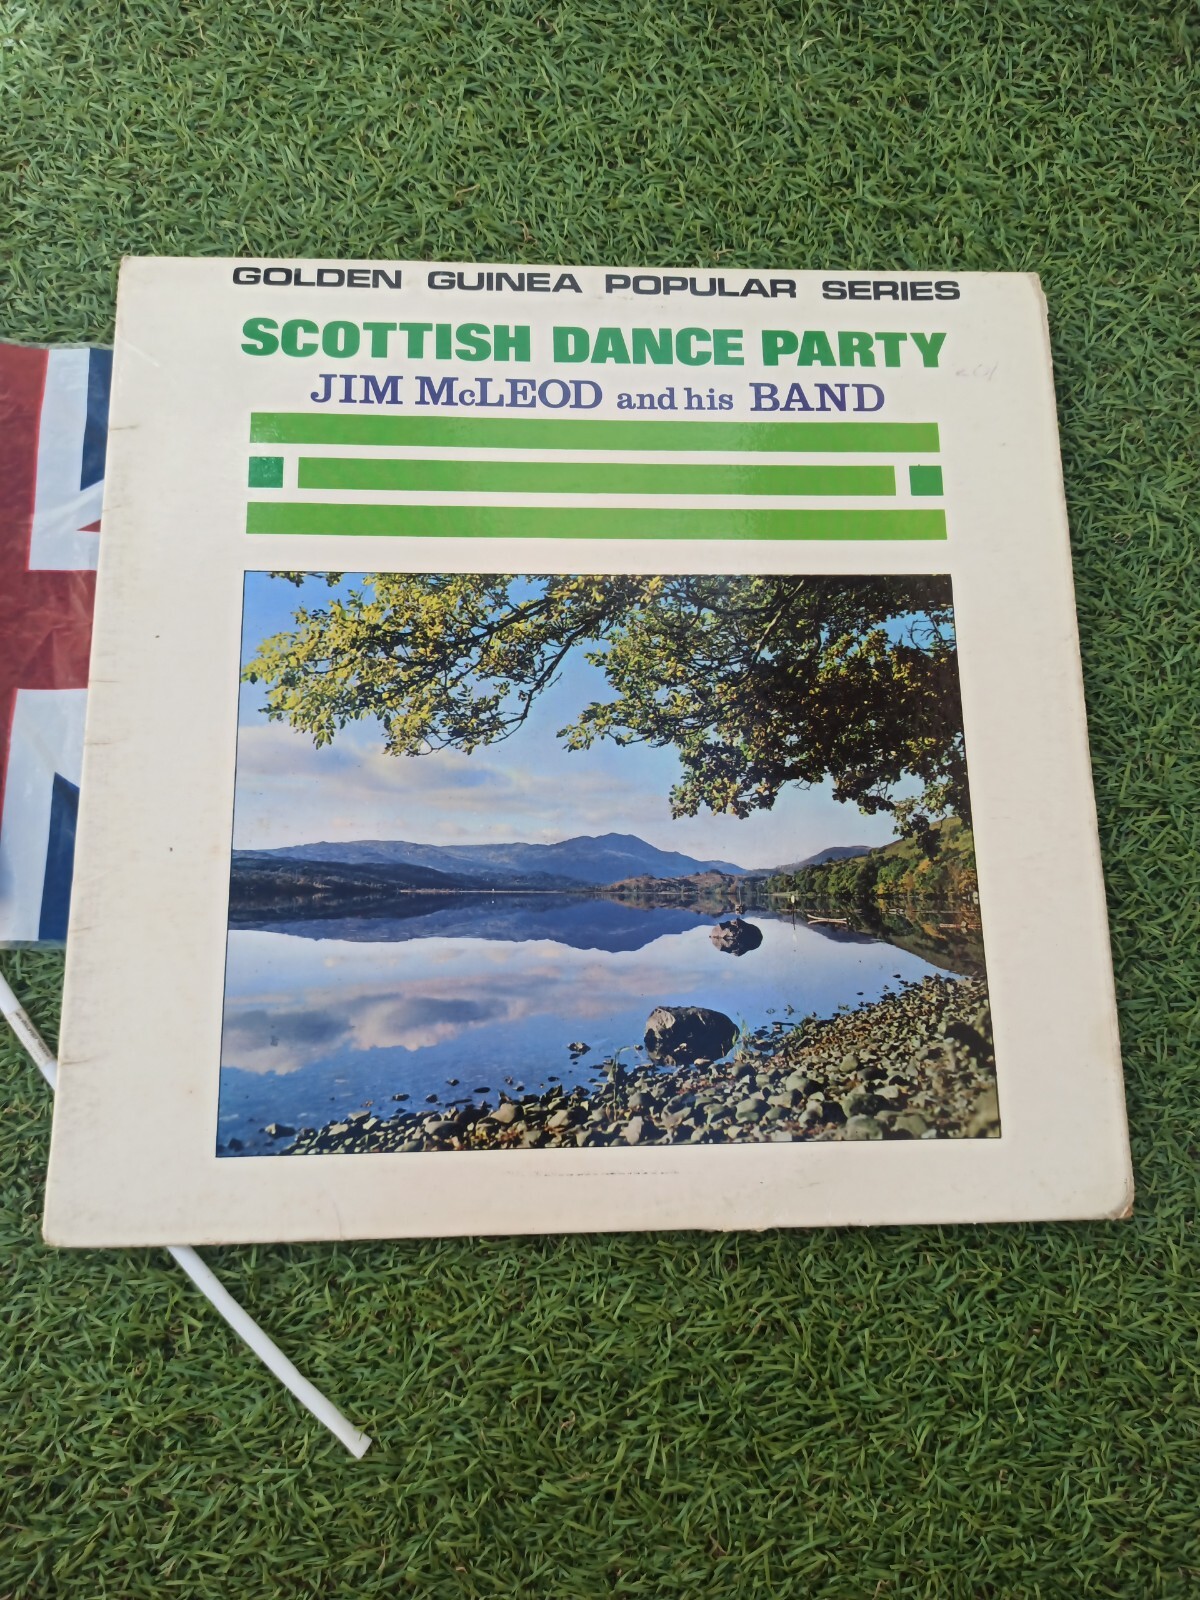 GOLDEN GUINEA POPULAR SERIES
SCOTTISH DANCE PARTY
JIM McLEOD and his BAND